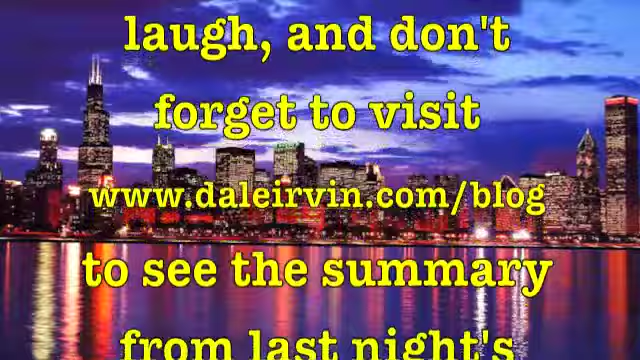 laugh, and don't
forget to visit
www.daleirvin.com/blog
to see the summary
from last night's